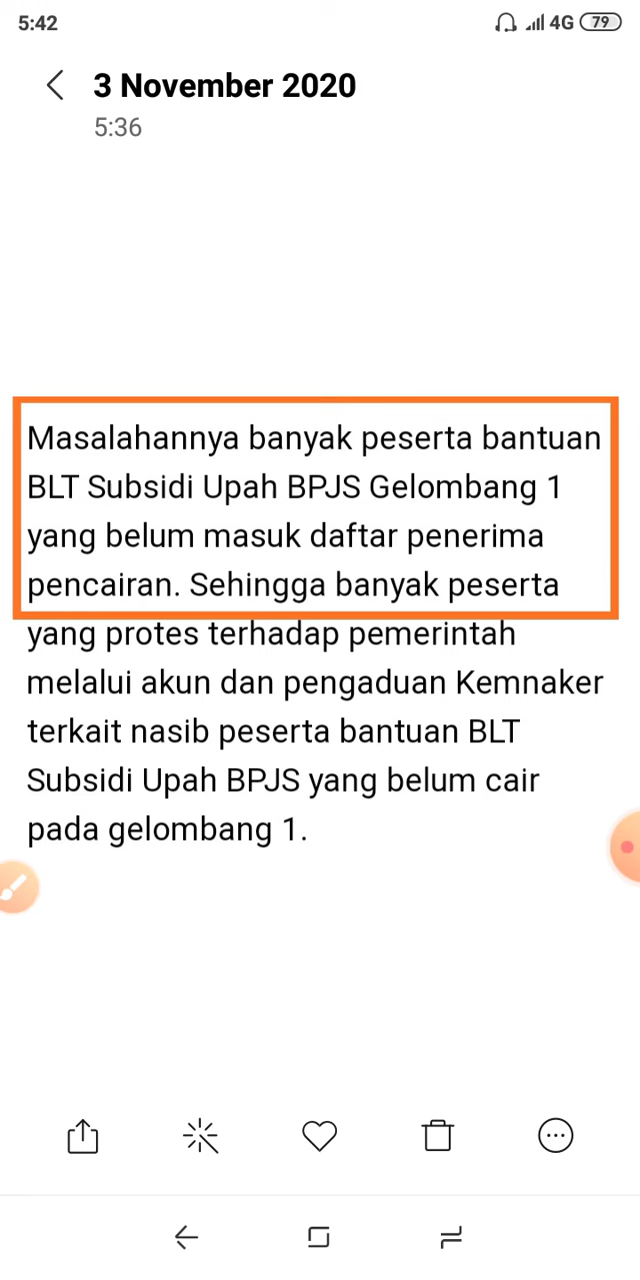 5:42
4G 79
3 November 2020
5:36
Masalahannya banyak peserta bantuan
BLT Subsidi Upah BPJS Gelombang 1
yang belum masuk daftar penerima
pencairan. Sehingga banyak peserta
yang protes terhadap pemerintah
melalui akun dan pengaduan Kemnaker
terkait nasib peserta bantuan BLT
Subsidi Upah BPJS yang belum cair
pada gelombang 1.